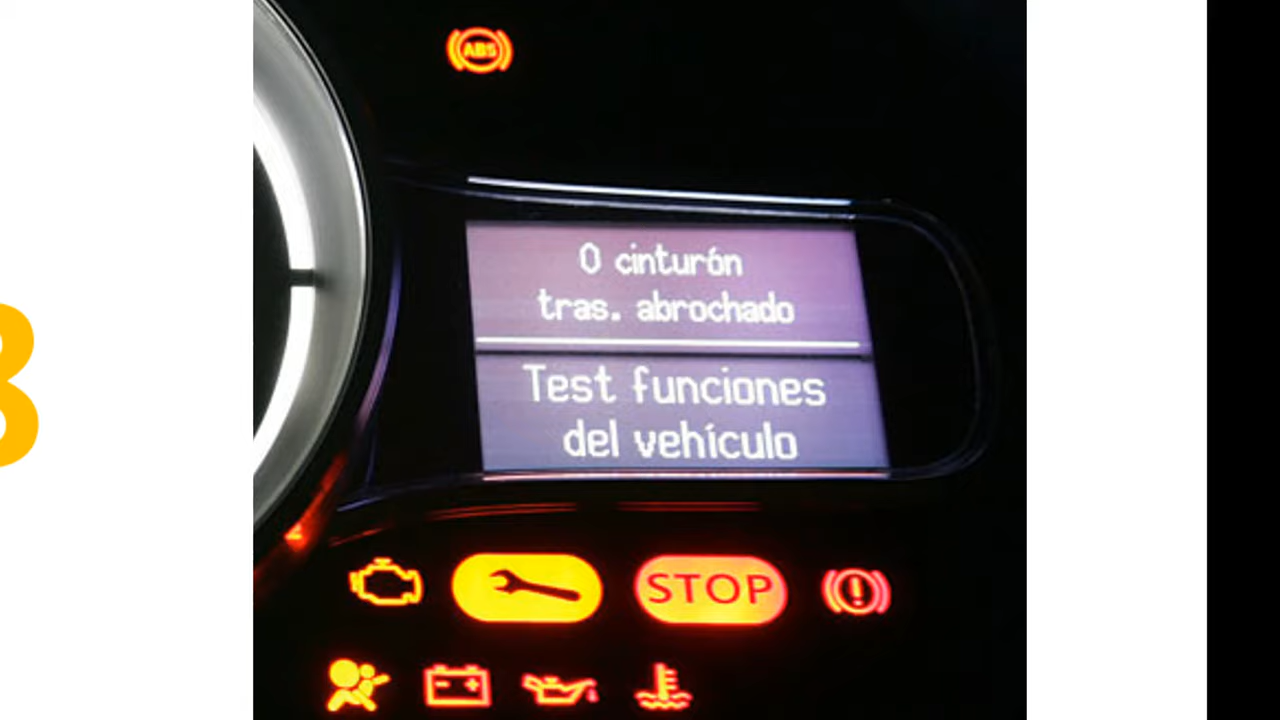 ABS
0 cinturón
tras. abrochado
Test funciones
del vehículo
STOP